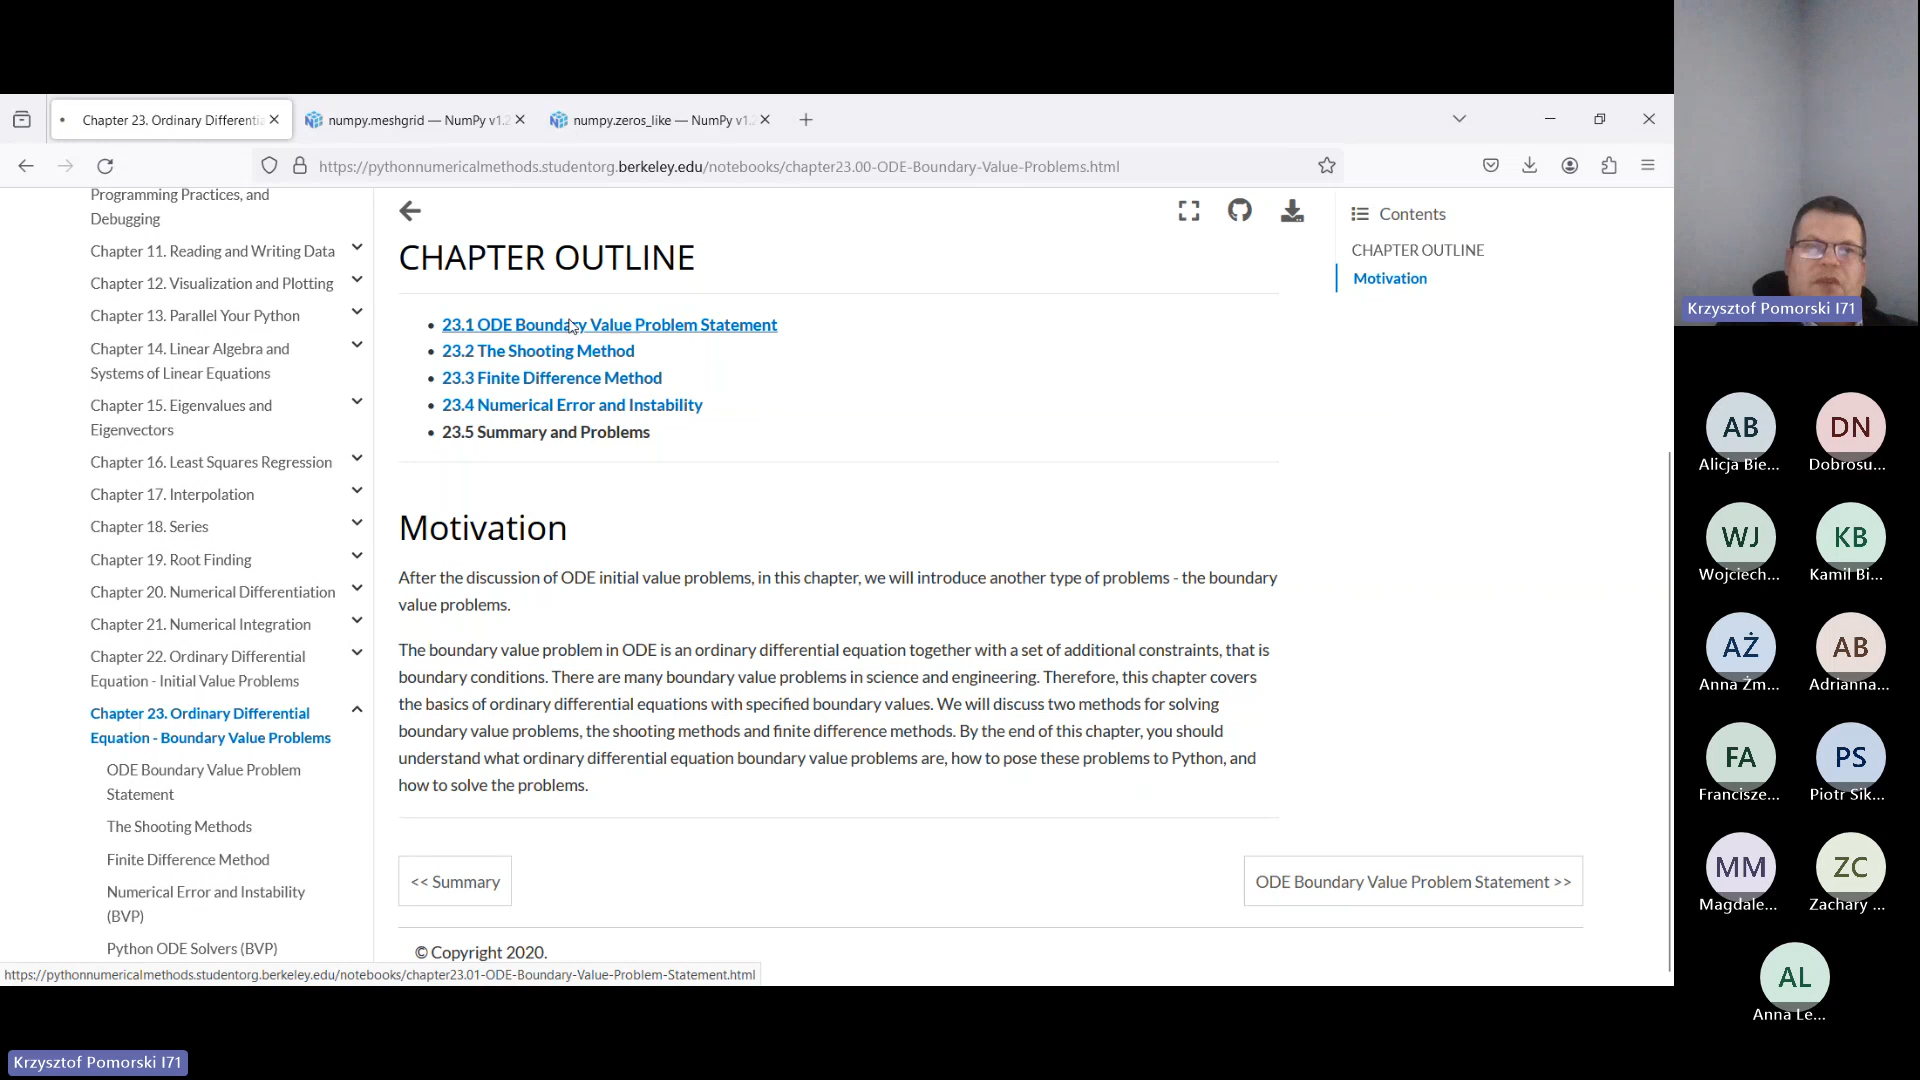 Chapter 23. Ordinary Differentia
numpy.meshgrid — NumPy v1.2
numpy.zeros_like — NumPy v1.
https://pythonnumericalmethods.studentorg.berkeley.edu/notebooks/chapter23.00-ODE-Boundary-Value-Problems.html
Programming Practices, and
Debugging
Chapter 11. Reading and Writing Data
Chapter 12. Visualization and Plotting
Chapter 13. Parallel Your Python
Chapter 14. Linear Algebra and
Systems of Linear Equations
Chapter 15. Eigenvalues and
Eigenvectors
Chapter 16. Least Squares Regression
Chapter 17. Interpolation
Chapter 18. Series
Chapter 19. Root Finding
Chapter 20. Numerical Differentiation
Chapter 21. Numerical Integration
Chapter 22. Ordinary Differential
Equation - Initial Value Problems
Chapter 23. Ordinary Differential
Equation - Boundary Value Problems
ODE Boundary Value Problem
Statement
The Shooting Methods
Finite Difference Method
Numerical Error and Instability
(BVP)
Python ODE Solvers (BVP)
CHAPTER OUTLINE
23.1 ODE Boundary Value Problem Statement
23.2 The Shooting Method
23.3 Finite Difference Method
23.4 Numerical Error and Instability
23.5 Summary and Problems
Motivation
After the discussion of ODE initial value problems, in this chapter, we will introduce another type of problems - the boundary
value problems.
The boundary value problem in ODE is an ordinary differential equation together with a set of additional constraints, that is
boundary conditions. There are many boundary value problems in science and engineering. Therefore, this chapter covers
the basics of ordinary differential equations with specified boundary values. We will discuss two methods for solving
boundary value problems, the shooting methods and finite difference methods. By the end of this chapter, you should
understand what ordinary differential equation boundary value problems are, how to pose these problems to Python, and
how to solve the problems.
<< Summary
ODE Boundary Value Problem Statement >>
© Copyright 2020.
Contents
CHAPTER OUTLINE
Motivation
https://pythonnumericalmethods.studentorg.berkeley.edu/notebooks/chapter23.01-ODE-Boundary-Value-Problem-Statement.html
Krzysztof Pomorski I71
AB
Alicja Bie...
DN
Dobrosu...
WJ
Wojciech...
KB
Kamil Bi...
AŻ
Anna Żm...
AB
Adrianna...
FA
Francisze...
PS
Piotr Sik...
MM
Magdale...
ZC
Zachary ...
AL
Anna Le...
Krzysztof Pomorski I71